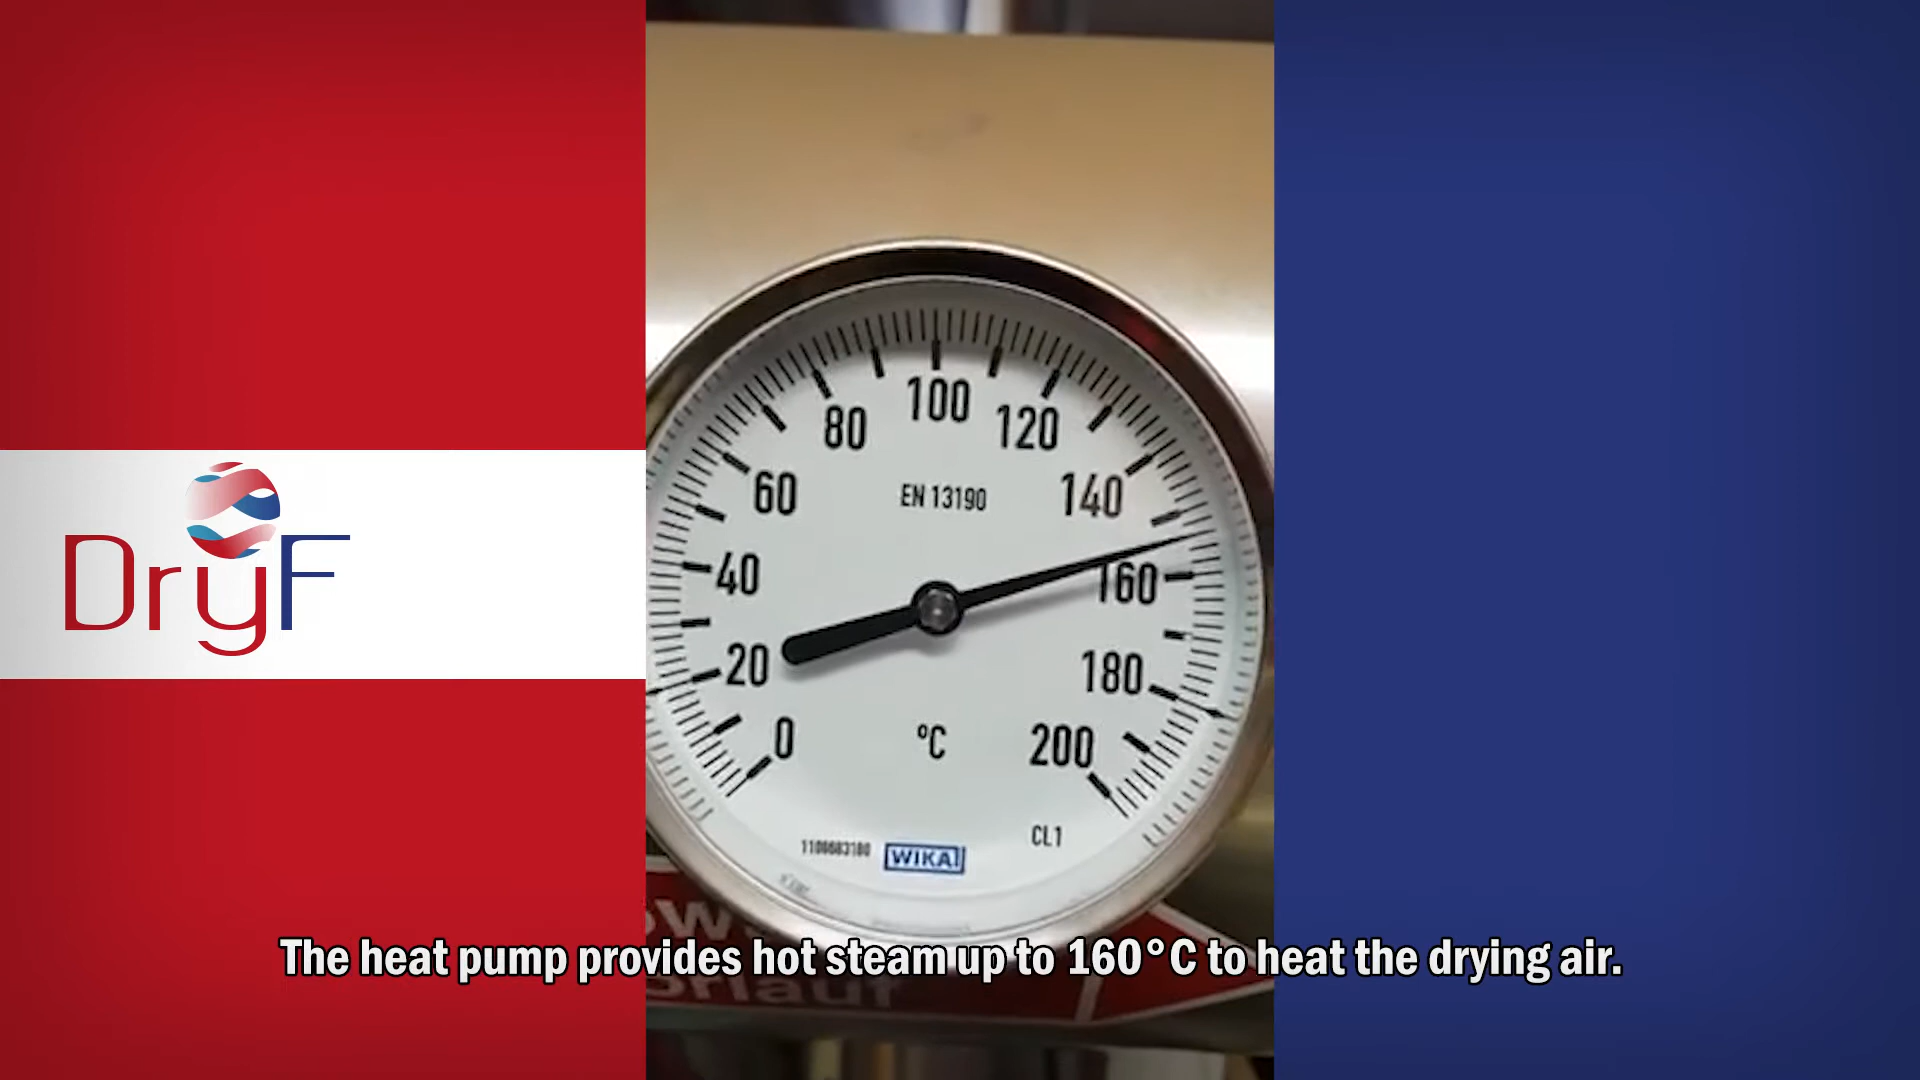 DryF
100
80
120
60
EN 13190
140
40
160
20
180
0
°C
200
CL1
WIKA
The heat pump provides hot steam up to 160°C to heat the drying air.